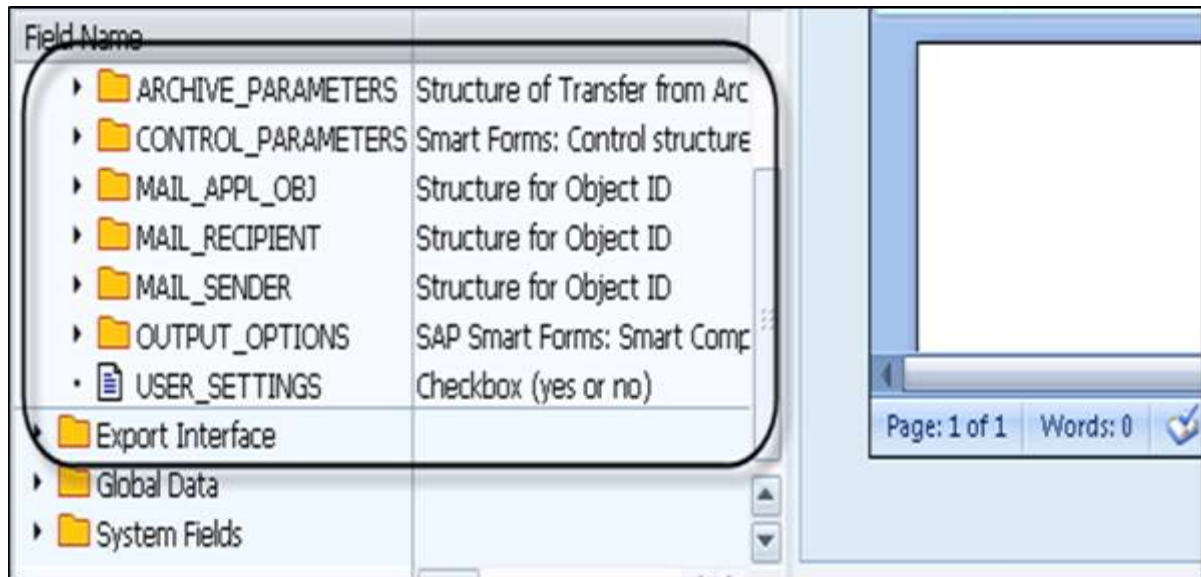 Field Name
ARCHIVE_PARAMETERS Structure of Transfer from Arc
CONTROL_PARAMETERS Smart Forms: Control structure
MAIL_APPL_OBJ Structure for Object ID
MAIL_RECIPIENT Structure for Object ID
MAIL_SENDER Structure for Object ID
OUTPUT_OPTIONS SAP Smart Forms: Smart Comp
USER_SETTINGS Checkbox (yes or no)
Export Interface
Global Data
System Fields
Page: 1 of 1 Words: 0